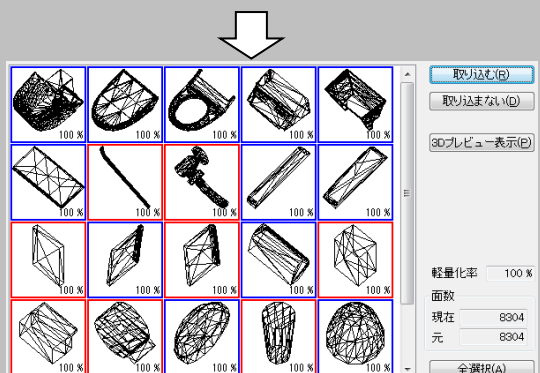 取り込む(R)
100 % 100 % 100 % 100 % 100 %
取り込まない(D)
3Dプレビュー表示(P)
100 % 100 % 100 % 100 % 100 %
100 % 100 % 100 % 100 % 100 %
軽量化率 100 %
面数
現在 8304
元 8304
100 % 100 % 100 % 100 % 100 %
全選択(A)